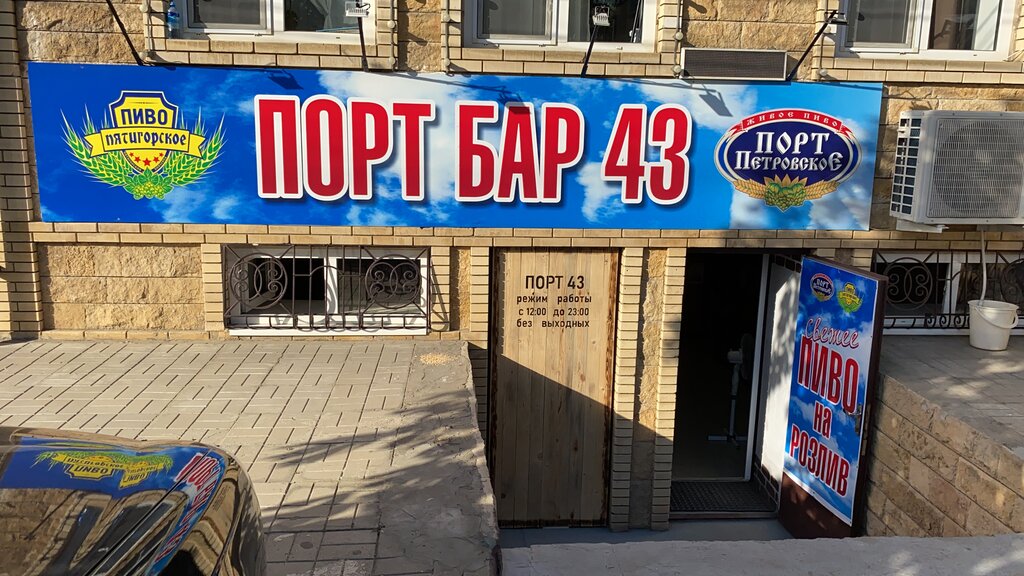 ПИВО
пятигорское
ПОРТ БАР 43
ЖИВОЕ ПИВО
ПОРТ
ПЕТРОВСКОЕ
ПОРТ 43
режим работы
с 12:00 до 23:00
без выходных
ПОРТ
свежее
ПИВО
на
РОЗЛИВ